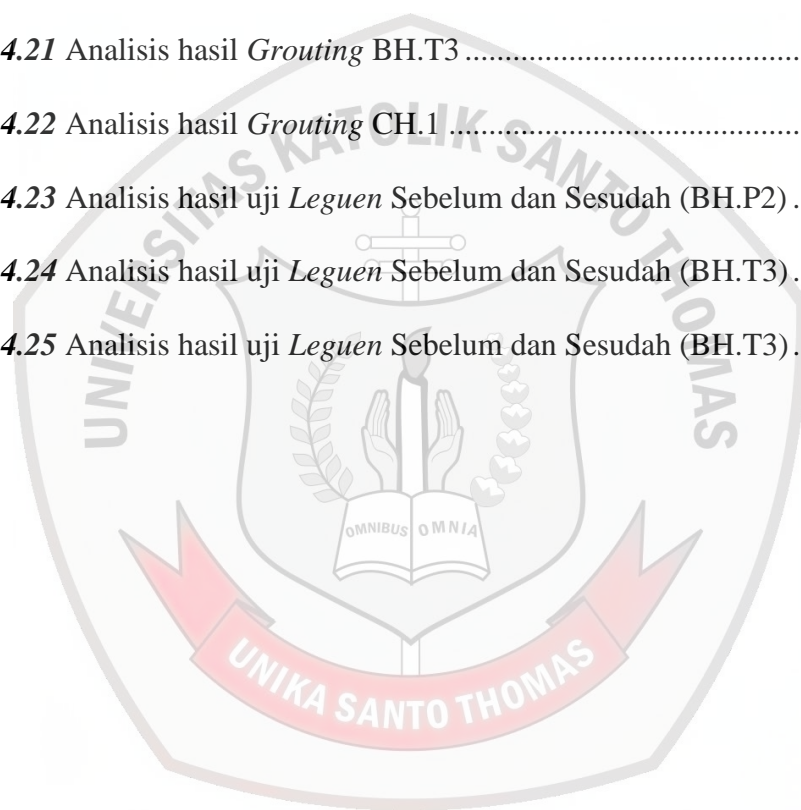 4.21 Analisis hasil Grouting BH.T3 .....................................
4.22 Analisis hasil Grouting CH.1 .......................................
4.23 Analisis hasil uji Leguen Sebelum dan Sesudah (BH.P2) .
4.24 Analisis hasil uji Leguen Sebelum dan Sesudah (BH.T3) .
4.25 Analisis hasil uji Leguen Sebelum dan Sesudah (BH.T3) .
UNIVERSITAS KATOLIK SANTO THOMAS
OMNIBUS OMNIA
UNIKA SANTO THOMAS